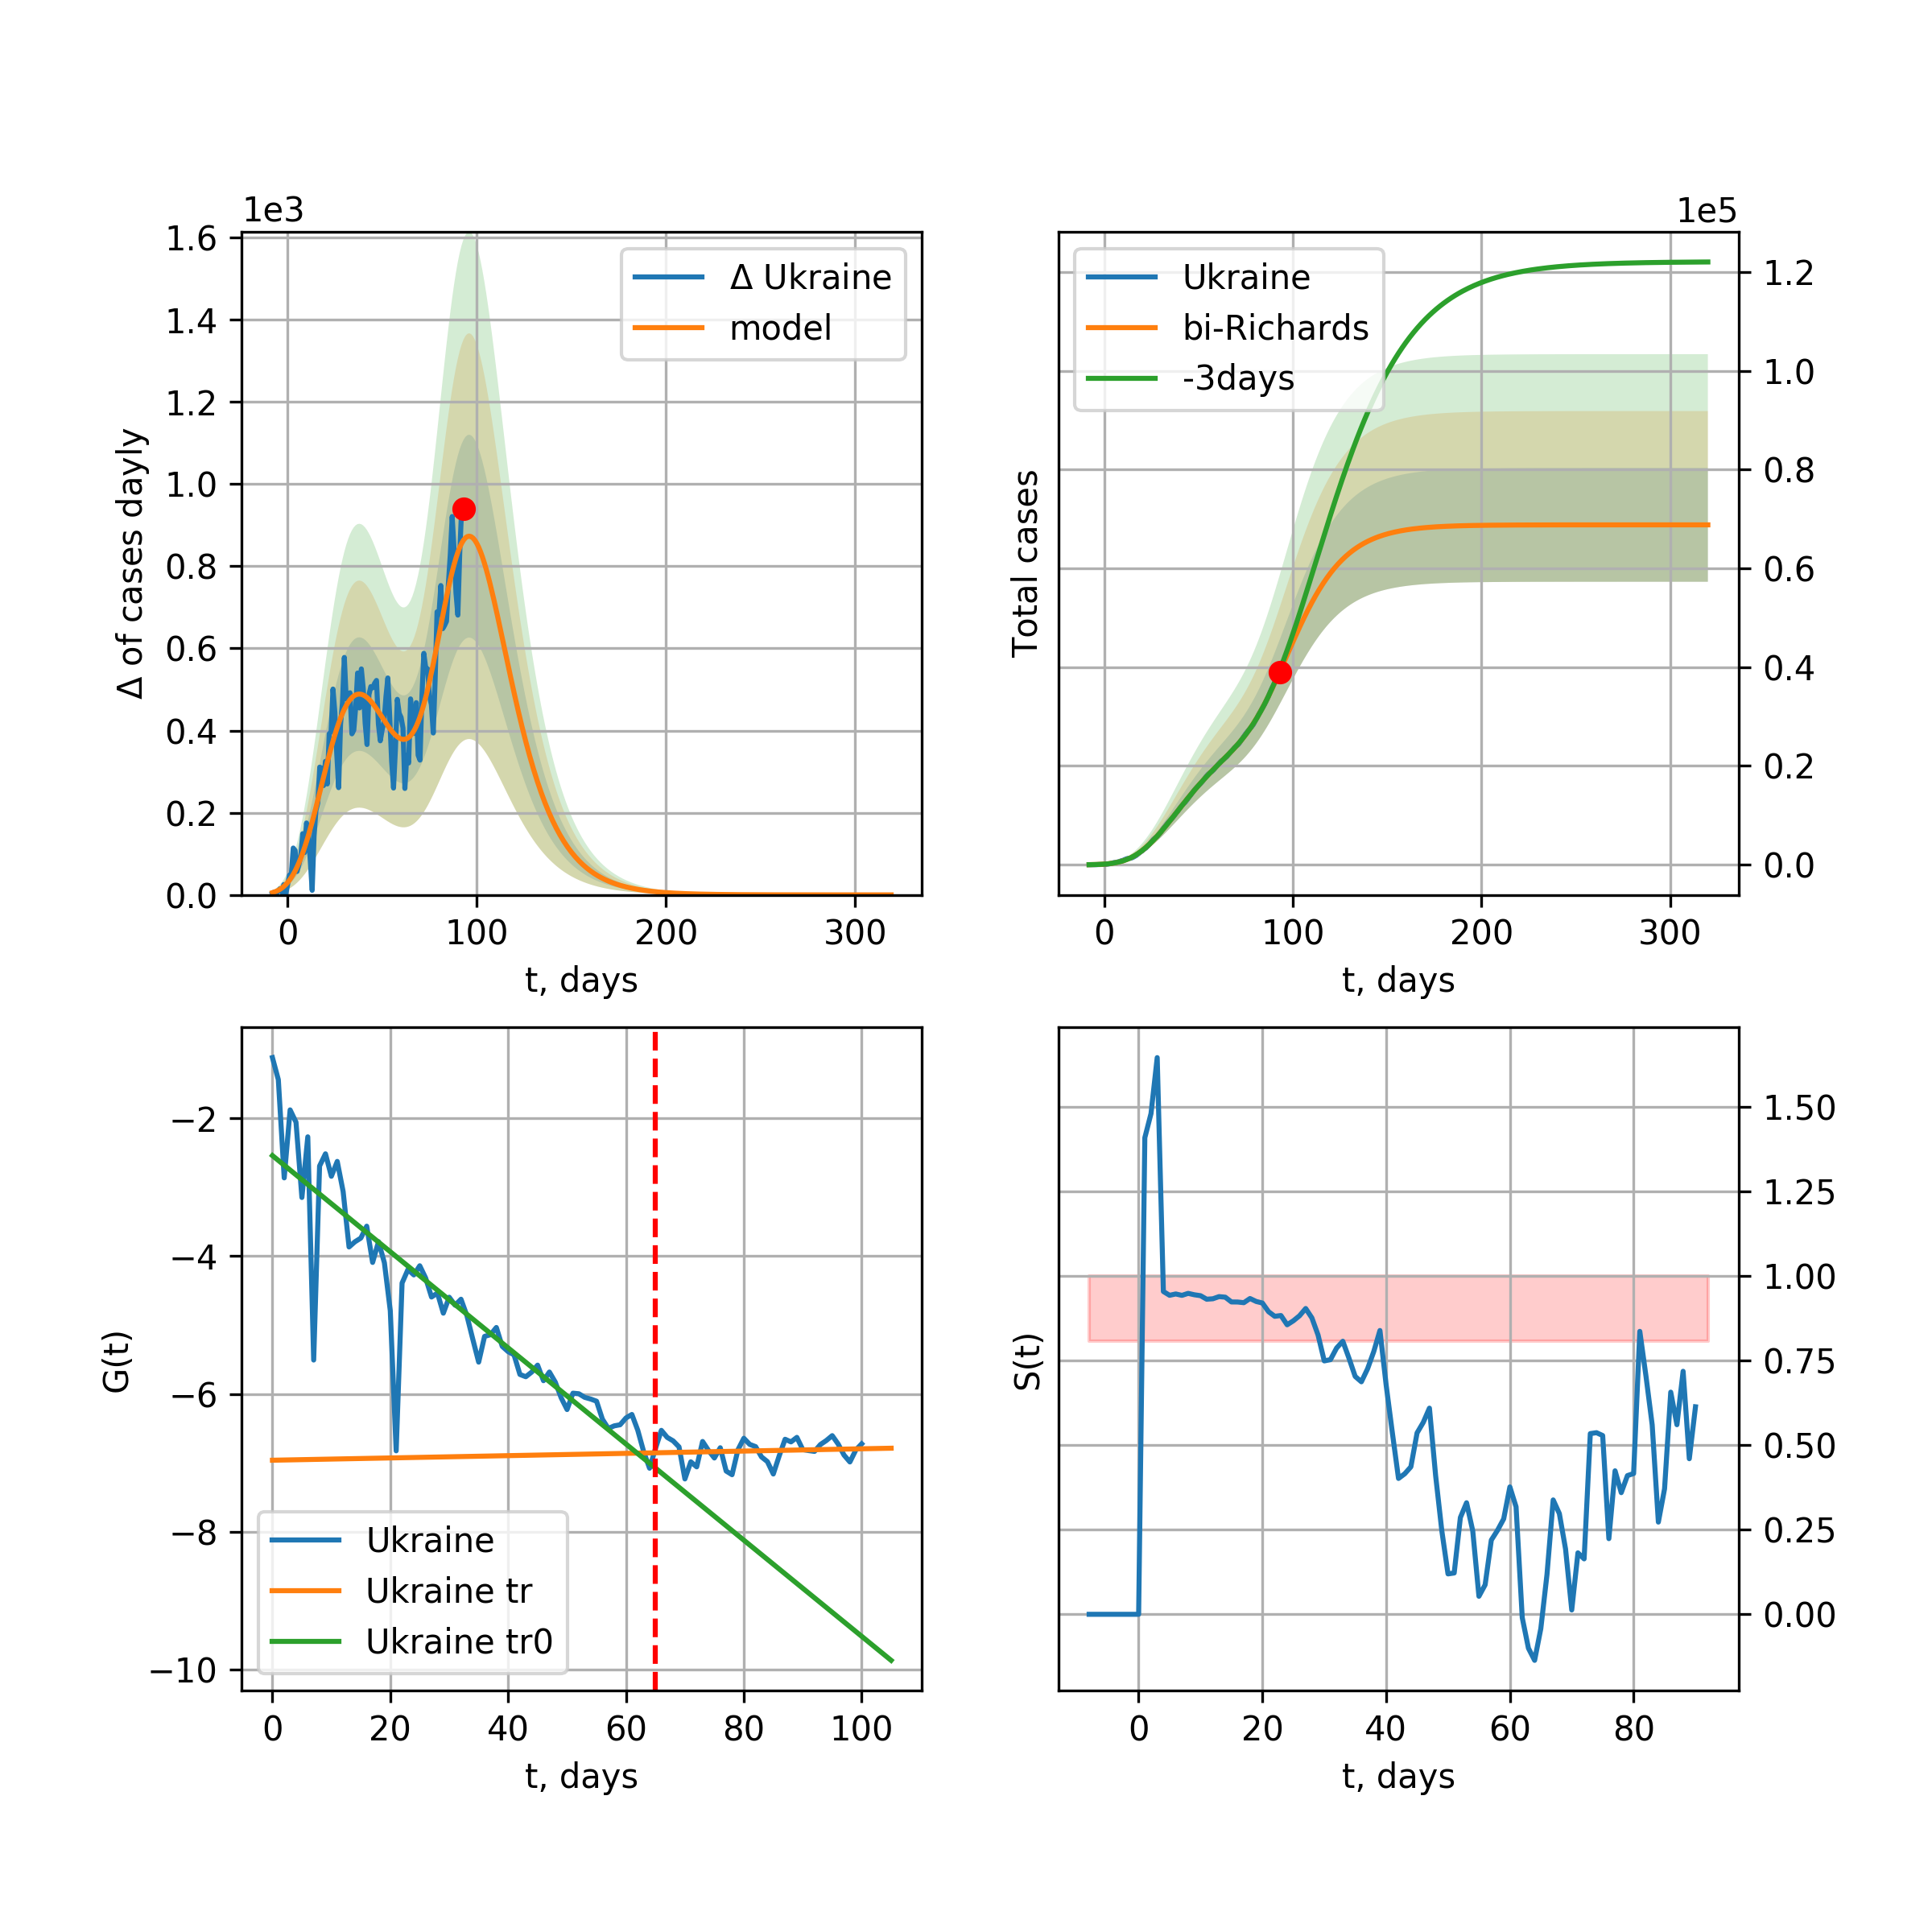 1e3
1.6
1.4
1.2
1.0
0.8
0.6
0.4
0.2
0.0
Δ of cases dayly
Δ Ukraine
model
0 100 200 300
t, days
1e5
1.2
1.0
0.8
0.6
0.4
0.2
0.0
Total cases
Ukraine
bi-Richards
-3days
0 100 200 300
t, days
−2
−4
−6
−8
−10
G(t)
Ukraine
Ukraine tr
Ukraine tr0
0 20 40 60 80 100
t, days
1.50
1.25
1.00
0.75
0.50
0.25
0.00
S(t)
0 20 40 60 80
t, days